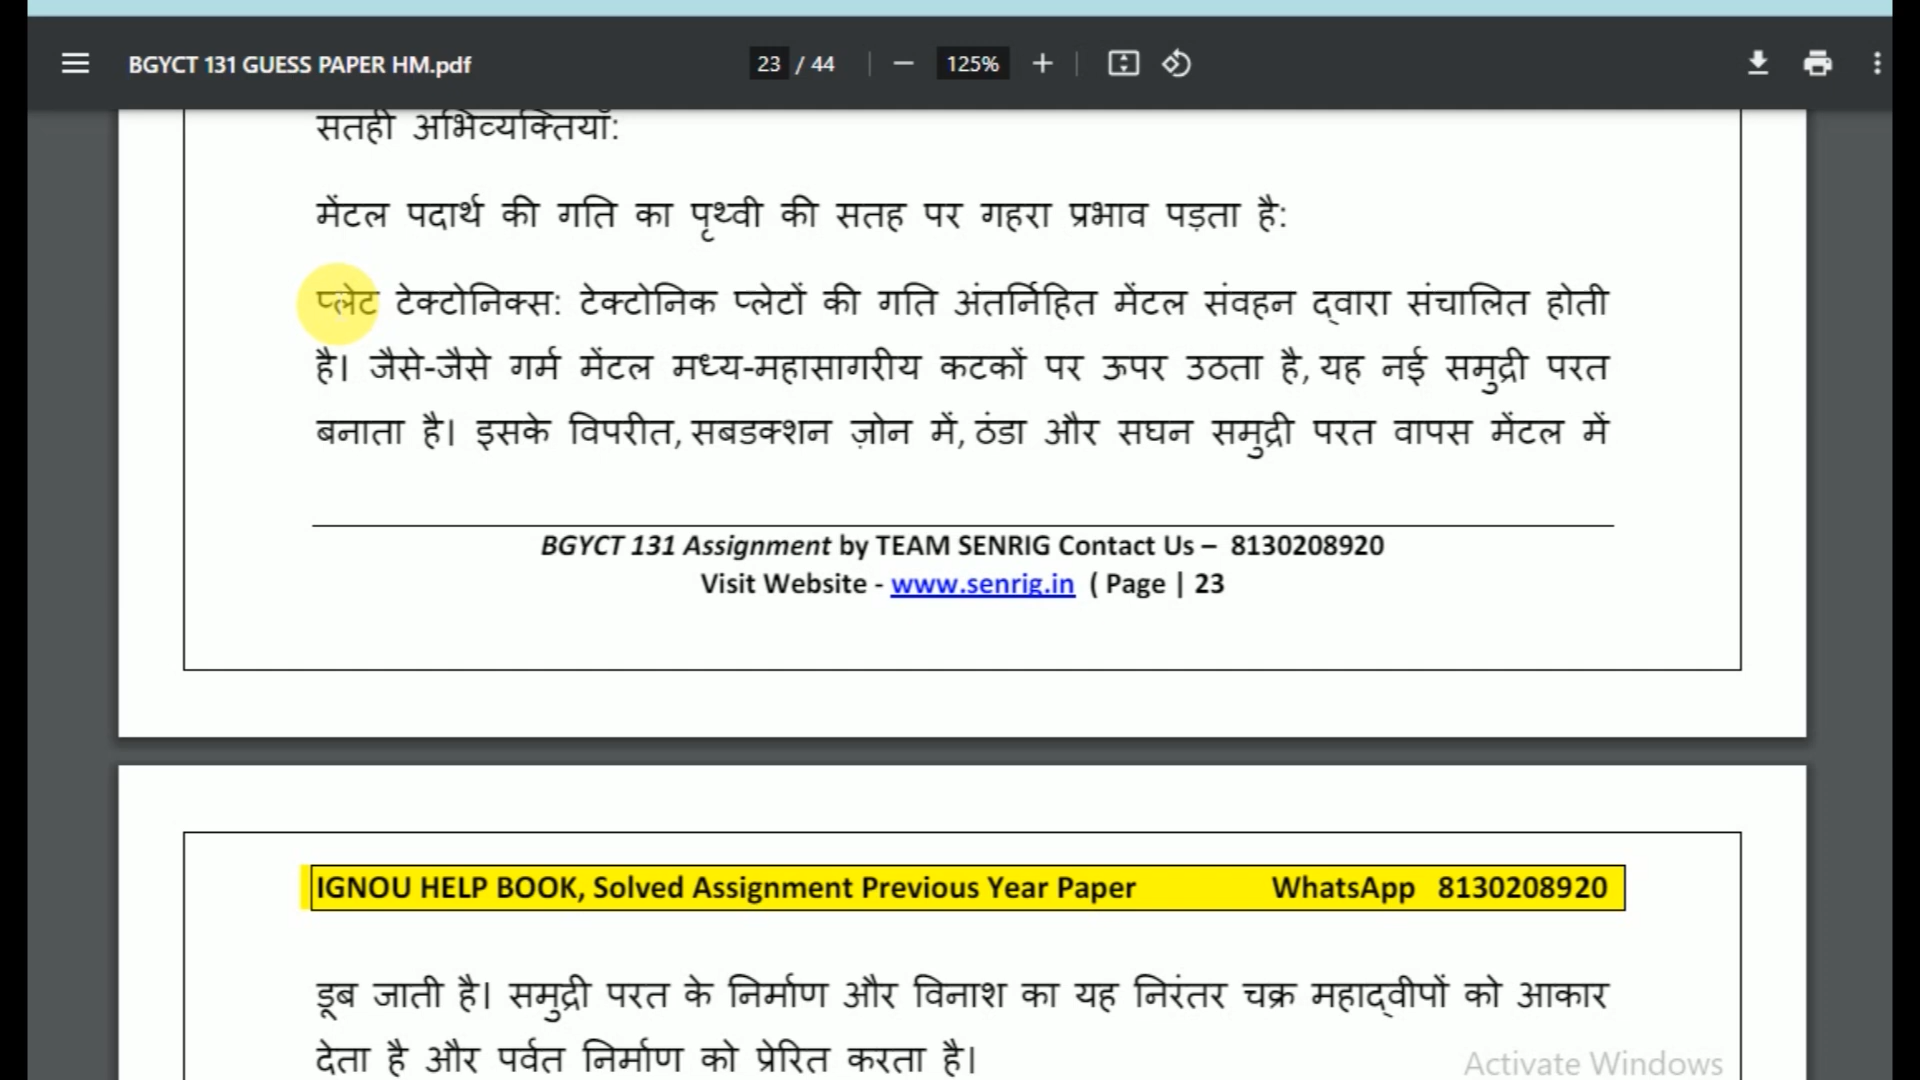 BGYCT 131 GUESS PAPER HM.pdf 23 / 44 125%
सतही अभिव्यक्तियाँ:
मेंटल पदार्थ की गति का पृथ्वी की सतह पर गहरा प्रभाव पड़ता है:
प्लेट टेक्टोनिक्स: टेक्टोनिक प्लेटों की गति अंतर्निहित मेंटल संवहन द्वारा संचालित होती
है। जैसे-जैसे गर्म मेंटल मध्य-महासागरीय कटकों पर ऊपर उठता है, यह नई समुद्री परत
बनाता है। इसके विपरीत, सबडक्शन ज़ोन में, ठंडा और सघन समुद्री परत वापस मेंटल में
BGYCT 131 Assignment by TEAM SENRIG Contact Us – 8130208920
Visit Website - www.senrig.in ( Page | 23
IGNOU HELP BOOK, Solved Assignment Previous Year Paper WhatsApp 8130208920
डूब जाती है। समुद्री परत के निर्माण और विनाश का यह निरंतर चक्र महाद्वीपों को आकार
देता है और पर्वत निर्माण को प्रेरित करता है।
Activate Windows